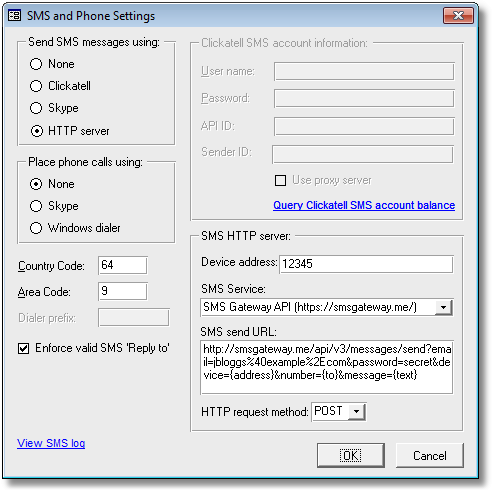 SMS and Phone Settings
Send SMS messages using:
None
Clickatell
Skype
HTTP server
Place phone calls using:
None
Skype
Windows dialer
Country Code: 64
Area Code: 9
Dialer prefix:
Enforce valid SMS 'Reply to'
View SMS log
Clickatell SMS account information:
User name:
Password:
API ID:
Sender ID:
Use proxy server
Query Clickatell SMS account balance
SMS HTTP server:
Device address: 12345
SMS Service:
SMS Gateway API (https://smsgateway.me/)
SMS send URL:
http://smsgateway.me/api/v3/messages/send?ema
il=jbloggs%40example%2Ecom&password=secret&de
vice={address}&number={to}&message={text}
HTTP request method: POST
OK
Cancel